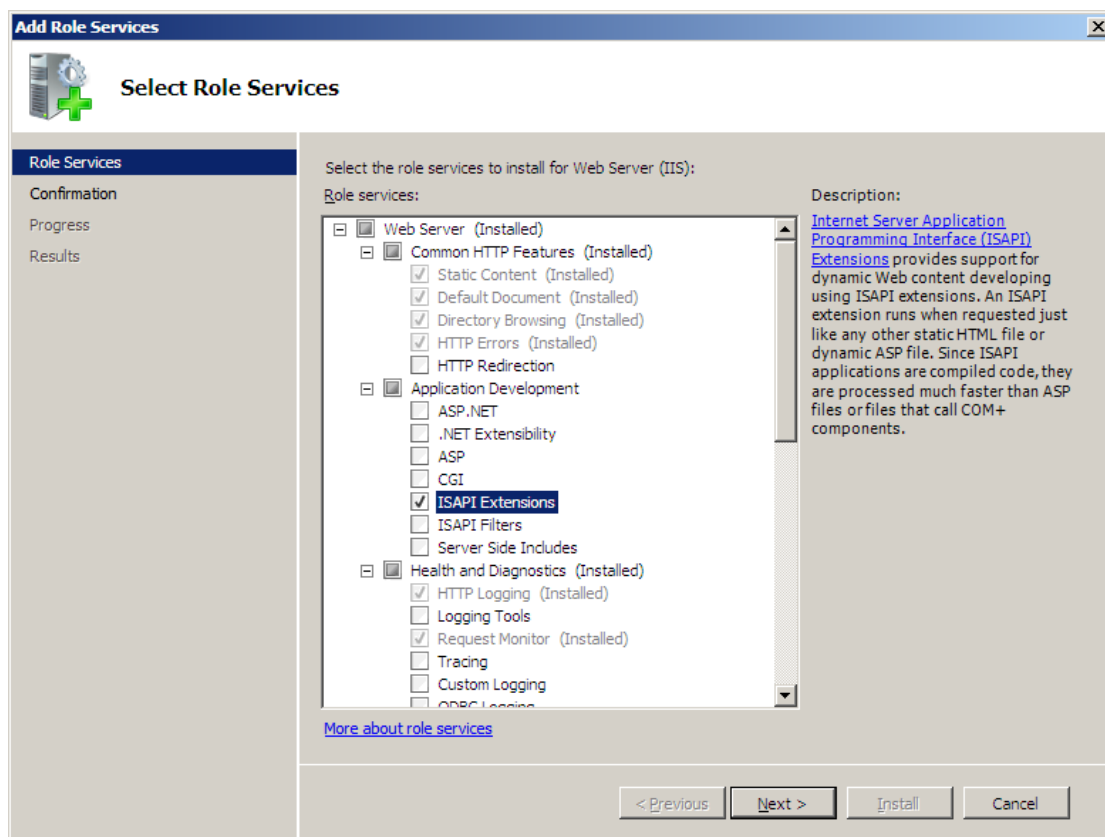 Add Role Services
Select Role Services
Role Services
Confirmation
Progress
Results
Select the role services to install for Web Server (IIS):
Role services:
Web Server (Installed)
Common HTTP Features (Installed)
Static Content (Installed)
Default Document (Installed)
Directory Browsing (Installed)
HTTP Errors (Installed)
HTTP Redirection
Application Development
ASP.NET
.NET Extensibility
ASP
CGI
ISAPI Extensions
ISAPI Filters
Server Side Includes
Health and Diagnostics (Installed)
HTTP Logging (Installed)
Logging Tools
Request Monitor (Installed)
Tracing
Custom Logging
ODBC Logging
More about role services
Description:
Internet Server Application
Programming Interface (ISAPI)
Extensions provides support for
dynamic Web content developing
using ISAPI extensions. An ISAPI
extension runs when requested just
like any other static HTML file or
dynamic ASP file. Since ISAPI
applications are compiled code, they
are processed much faster than ASP
files or files that call COM+
components.
< Previous
Next >
Install
Cancel